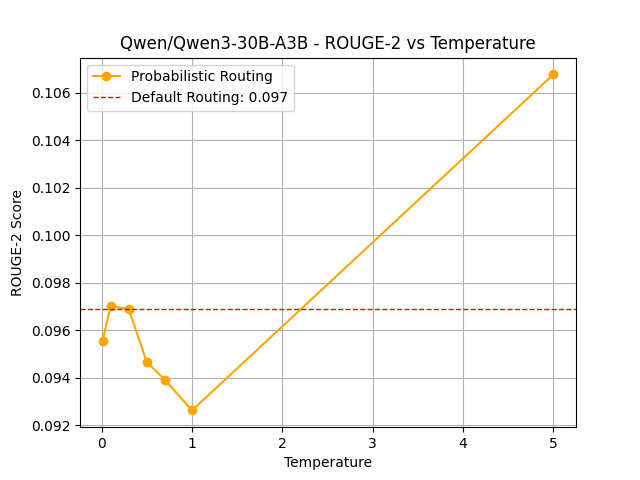 Qwen/Qwen3-30B-A3B - ROUGE-2 vs Temperature
Probabilistic Routing
Default Routing: 0.097
ROUGE-2 Score
0.106
0.104
0.102
0.100
0.098
0.096
0.094
0.092
0 1 2 3 4 5
Temperature